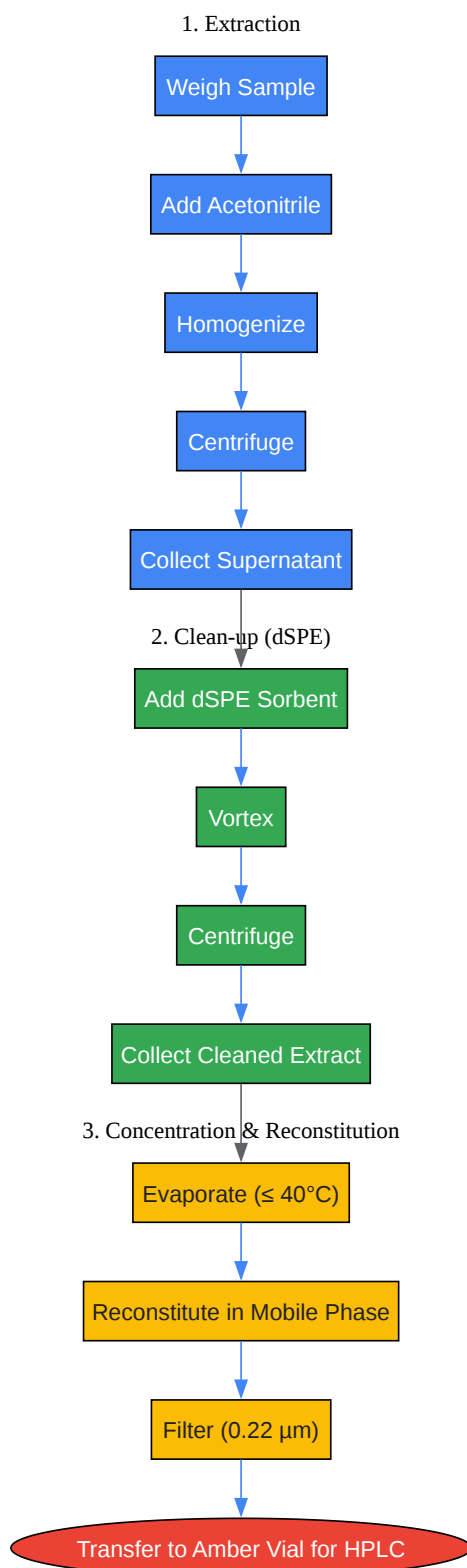 1. Extraction
Weigh Sample
Add Acetonitrile
Homogenize
Centrifuge
Collect Supernatant
2. Clean-up (dSPE)
Add dSPE Sorbent
Vortex
Centrifuge
Collect Cleaned Extract
3. Concentration & Reconstitution
Evaporate (≤ 40°C)
Reconstitute in Mobile Phase
Filter (0.22 µm)
Transfer to Amber Vial for HPLC